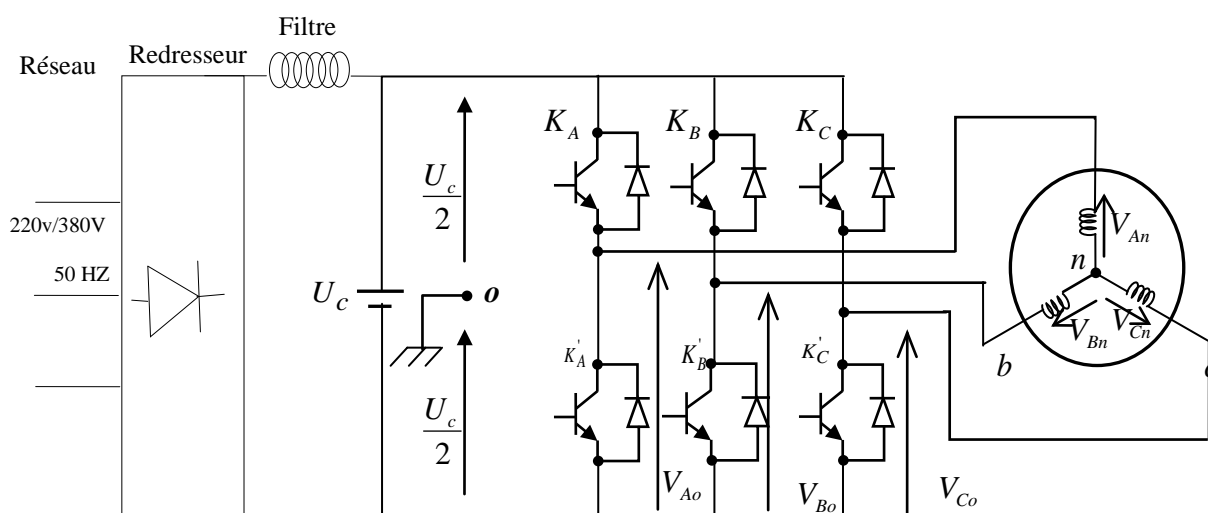 Filtre
Redresseur
Réseau
K_A
K_B
K_C
U_c
2
220v/380V
V_An
n
50 HZ
o
U_c
V_Bn
V_Cn
K'_A
K'_B
K'_C
b
U_c
2
V_Ao
V_Bo
V_Co